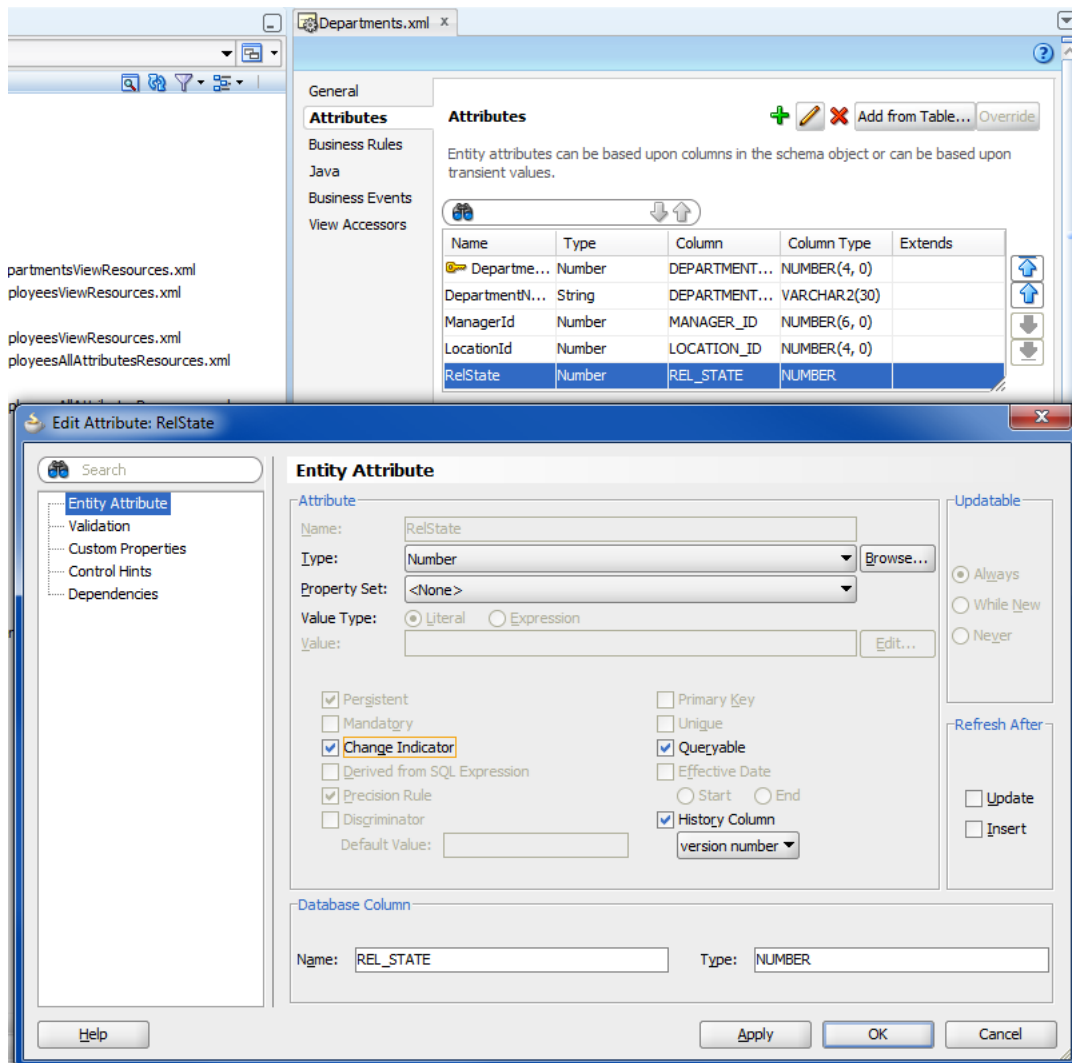 Departments.xml x
General
Attributes
Business Rules
Java
Business Events
View Accessors
Attributes
Add from Table... Override
Entity attributes can be based upon columns in the schema object or can be based upon
transient values.
Name Type Column Column Type Extends
Departme... Number DEPARTMENT... NUMBER(4, 0)
DepartmentN... String DEPARTMENT... VARCHAR2(30)
ManagerId Number MANAGER_ID NUMBER(6, 0)
LocationId Number LOCATION_ID NUMBER(4, 0)
RelState Number REL_STATE NUMBER
partmentsViewResources.xml
ployeesViewResources.xml
ployeesViewResources.xml
ployeesAllAttributesResources.xml
Edit Attribute: RelState
Search
Entity Attribute
Validation
Custom Properties
Control Hints
Dependencies
Entity Attribute
Attribute
Name: RelState
Type: Number Browse...
Property Set: <None>
Value Type: Literal Expression
Value: Edit...
Persistent Primary Key
Mandatory Unique
Change Indicator Queryable
Derived from SQL Expression Effective Date
Precision Rule Start End
Discriminator History Column
Default Value: version number
Updatable
Always
While New
Never
Refresh After
Update
Insert
Database Column
Name: REL_STATE Type: NUMBER
Help Apply OK Cancel